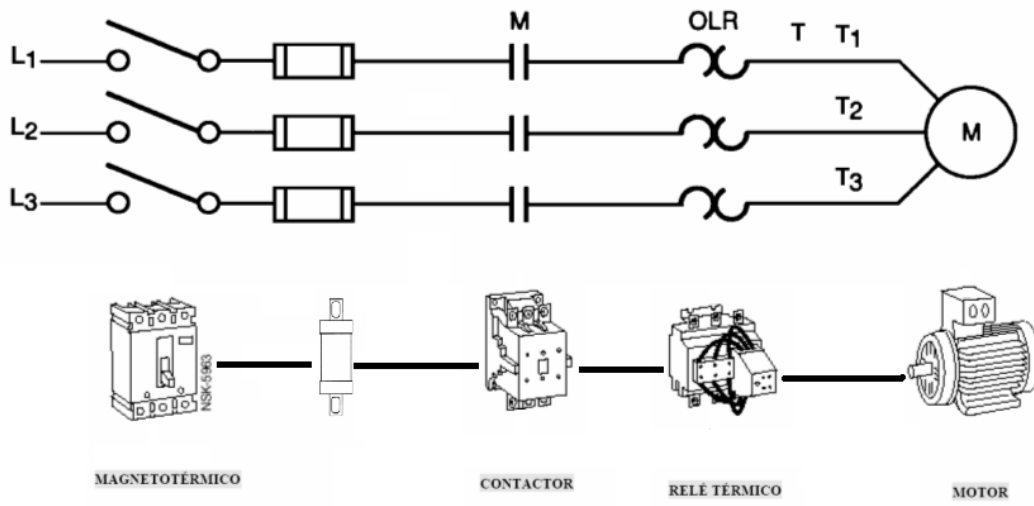 M OLR T T1
L1
T2
L2 M
T3
L3
NSK-5963
MAGNETOTÉRMICO
CONTACTOR
RELÉ TÉRMICO
MOTOR